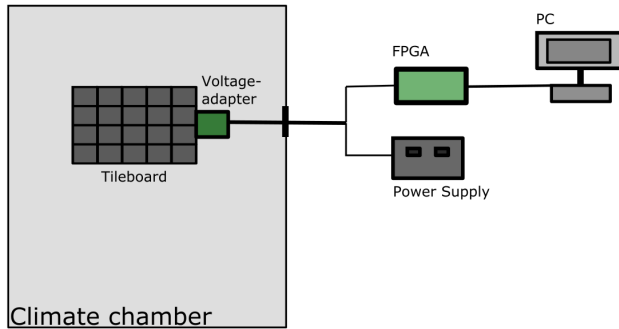 PC
FPGA
Voltage-
adapter
Tileboard
Power Supply
Climate chamber